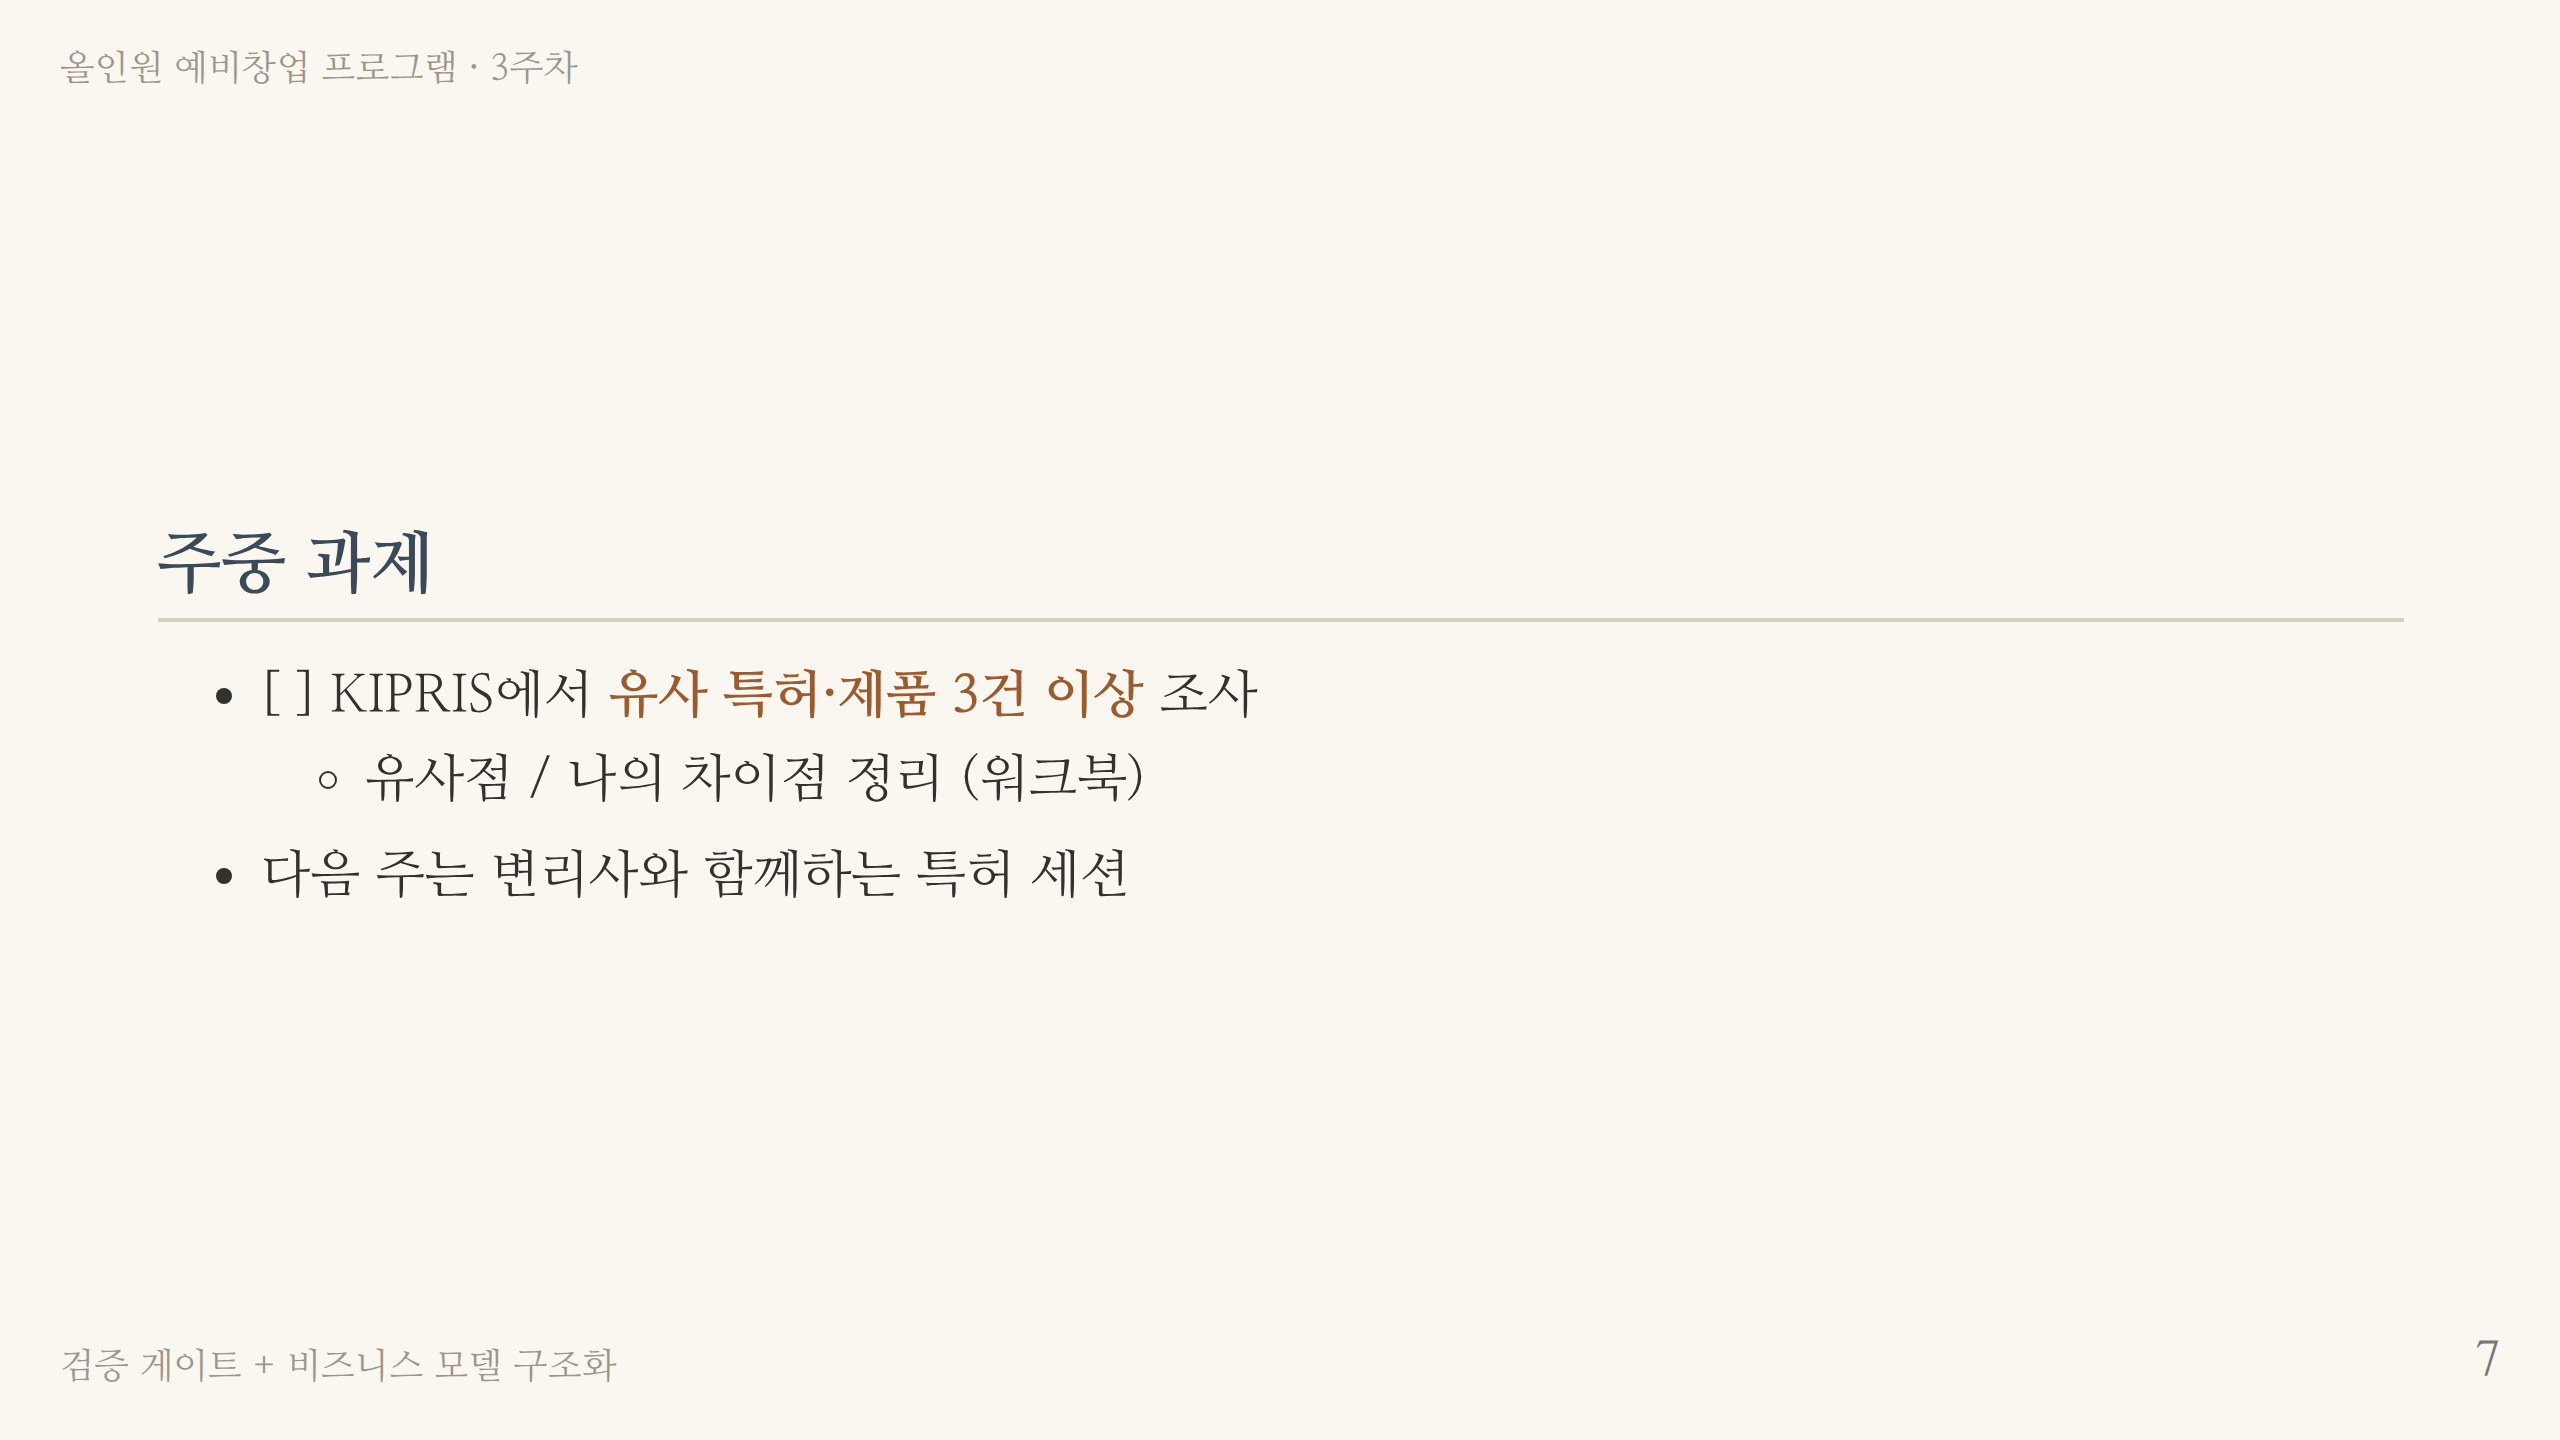 올인원 예비창업 프로그램 · 3주차
주중 과제
• [ ] KIPRIS에서 유사 특허·제품 3건 이상 조사
◦ 유사점 / 나의 차이점 정리 (워크북)
• 다음 주는 변리사와 함께하는 특허 세션
검증 게이트 + 비즈니스 모델 구조화
7